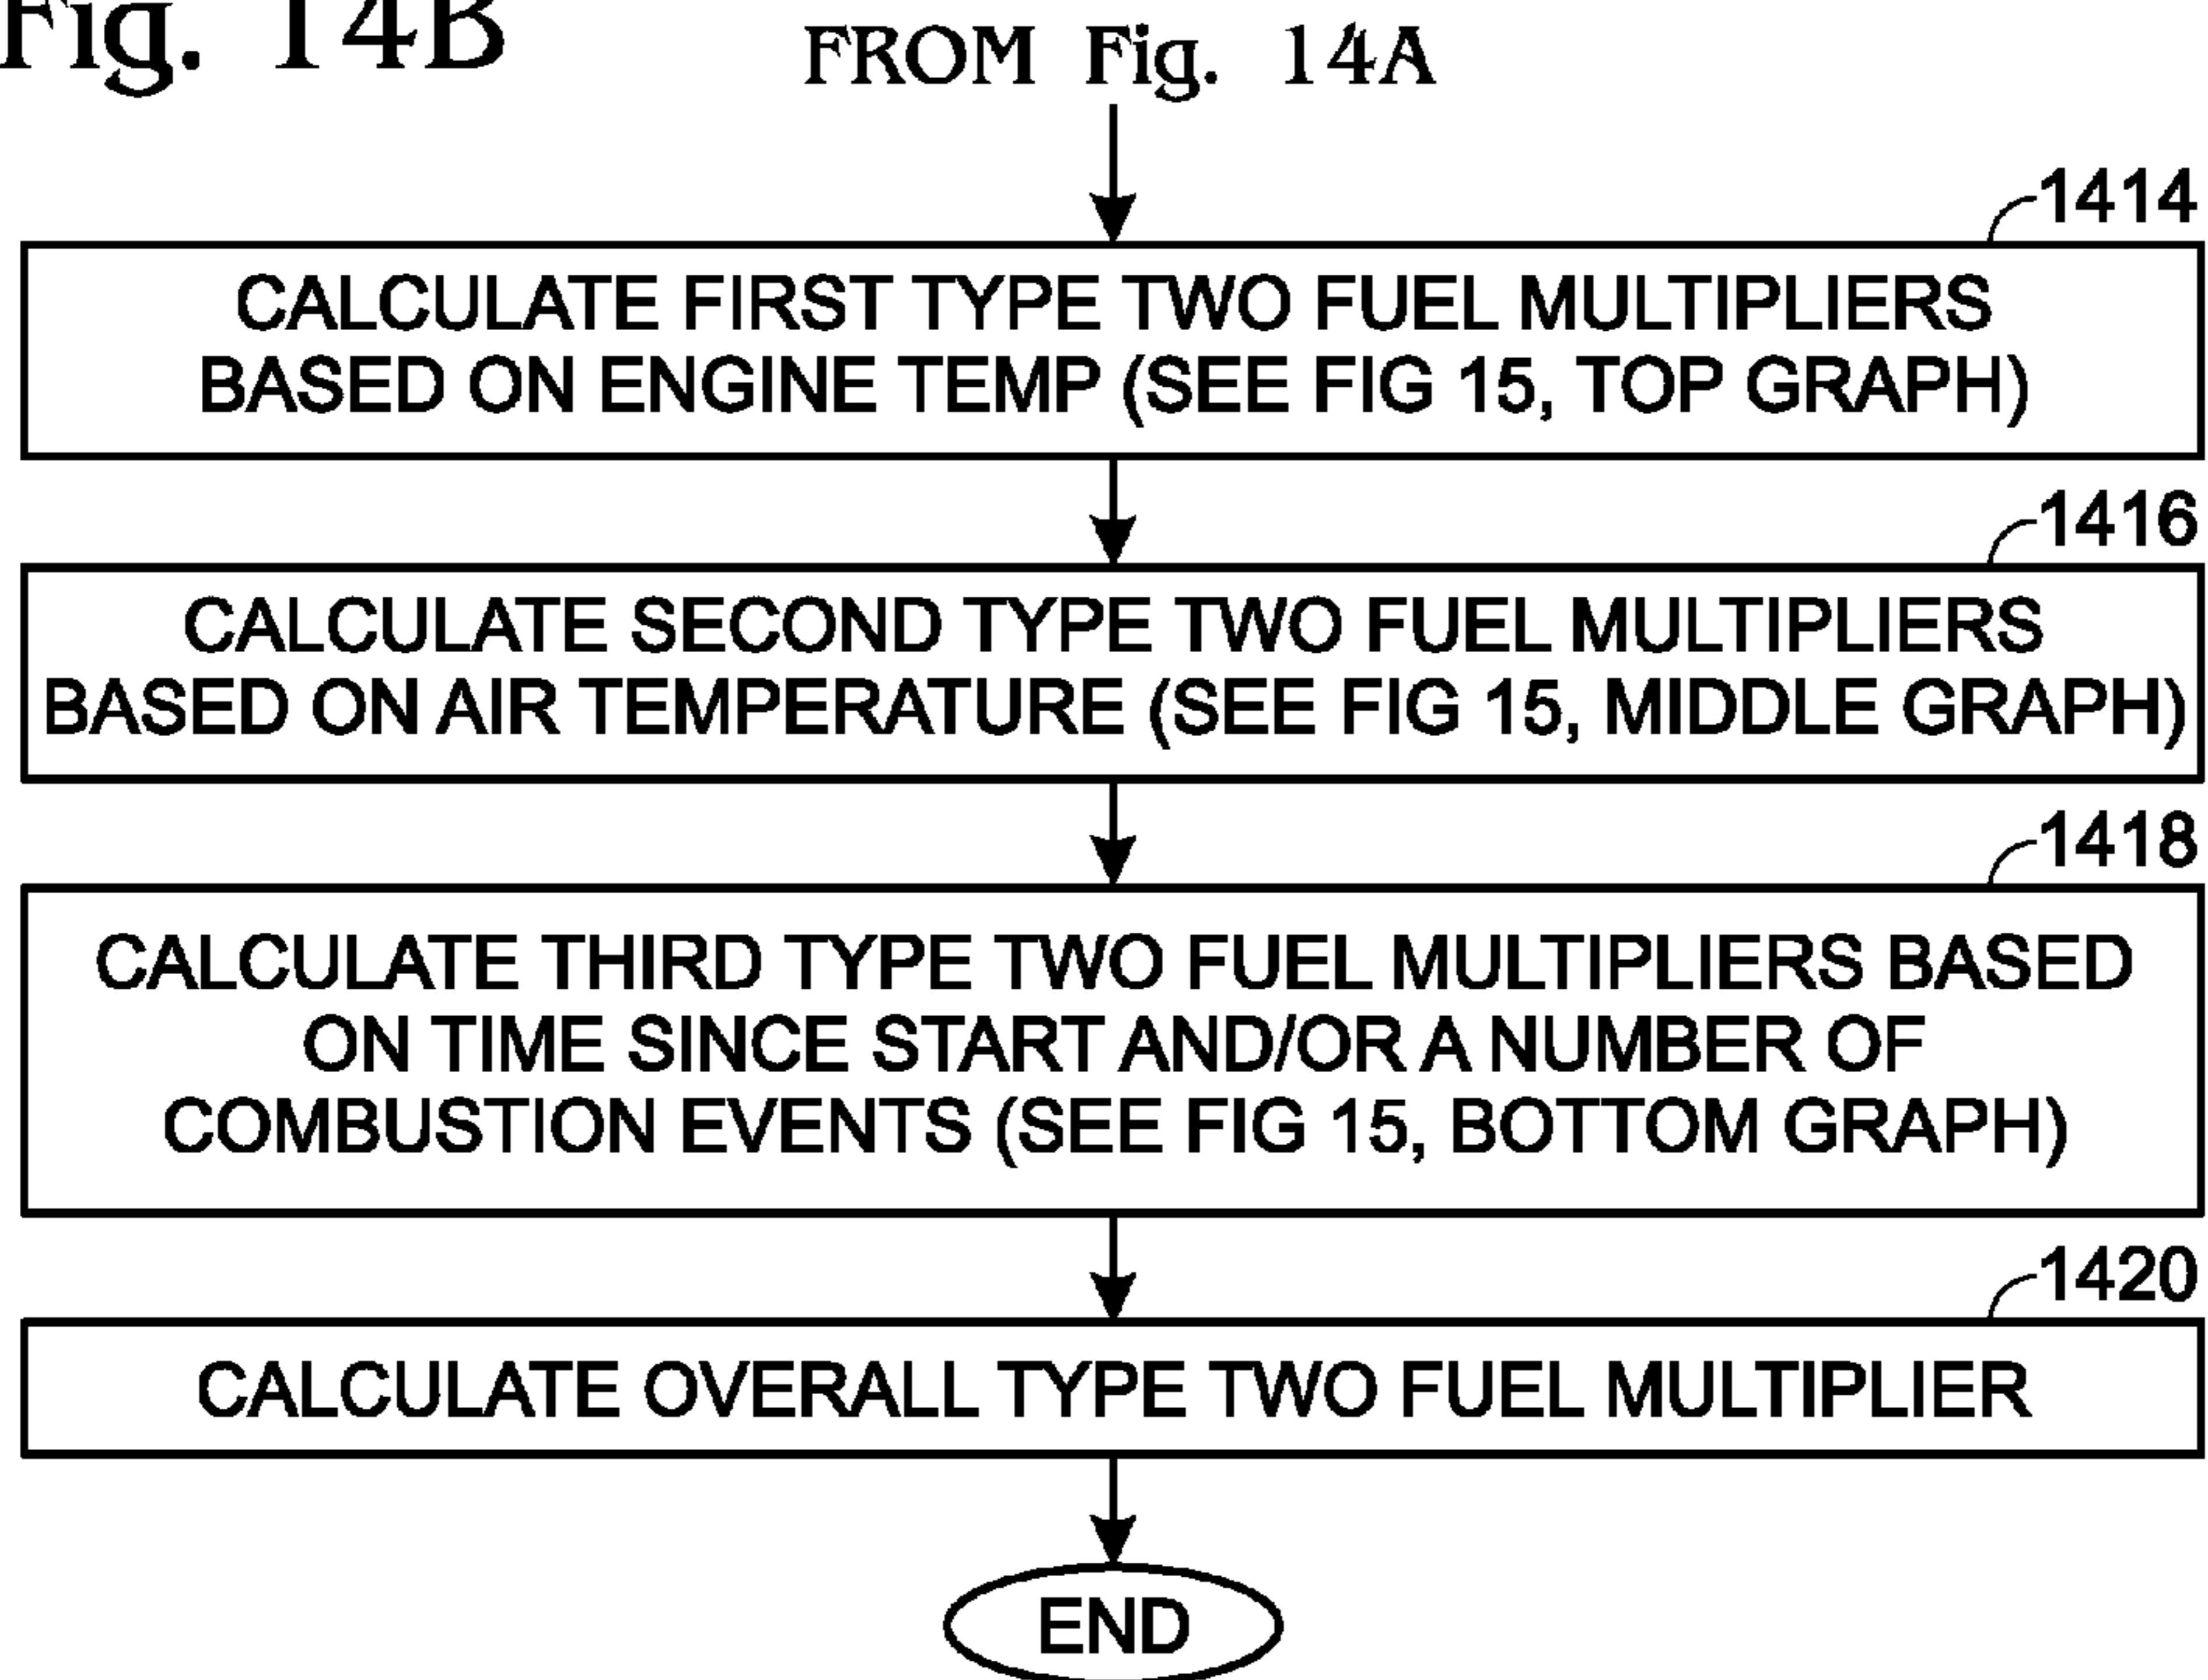 Fig. 14B
FROM Fig. 14A
1414
CALCULATE FIRST TYPE TWO FUEL MULTIPLIERS
BASED ON ENGINE TEMP (SEE FIG 15, TOP GRAPH)
1416
CALCULATE SECOND TYPE TWO FUEL MULTIPLIERS
BASED ON AIR TEMPERATURE (SEE FIG 15, MIDDLE GRAPH)
1418
CALCULATE THIRD TYPE TWO FUEL MULTIPLIERS BASED
ON TIME SINCE START AND/OR A NUMBER OF
COMBUSTION EVENTS (SEE FIG 15, BOTTOM GRAPH)
1420
CALCULATE OVERALL TYPE TWO FUEL MULTIPLIER
END